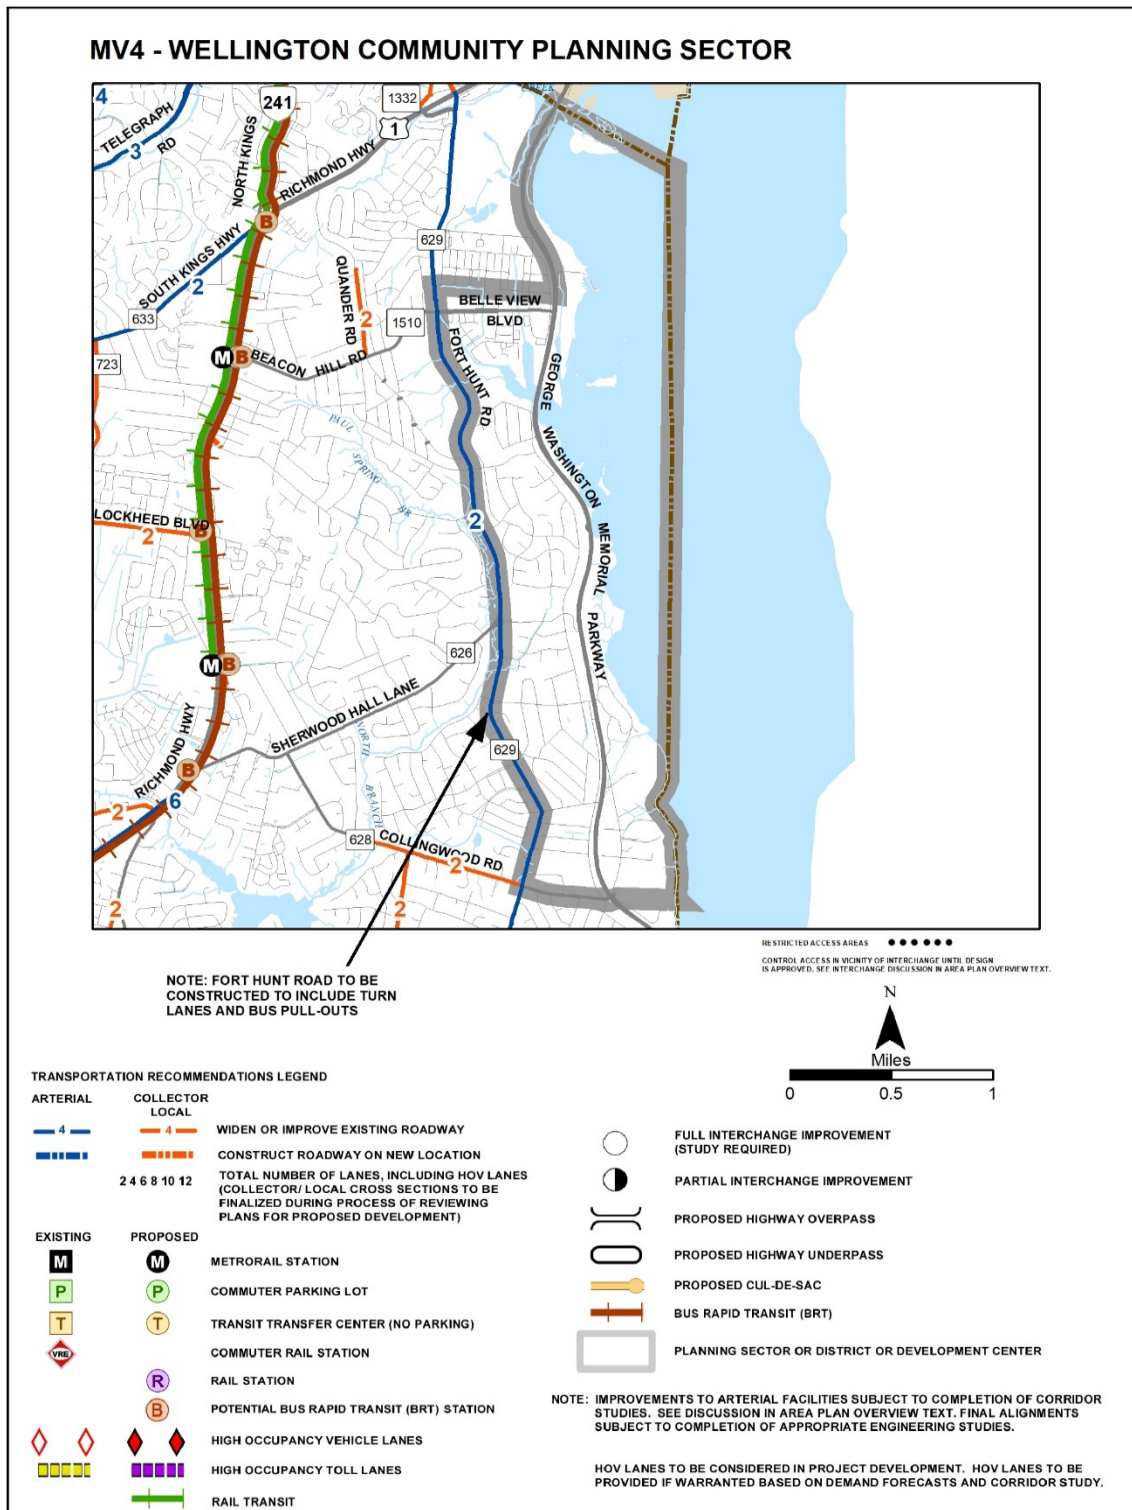 MV4 - WELLINGTON COMMUNITY PLANNING SECTOR
4
241
1332
1
TELEGRAPH
RD
3
NORTH KINGS
RICHMOND HWY
CREEK
B
SOUTH KINGS HWY
2
629
633
QUANDER RD
2
BELLE VIEW
BLVD
1510
723
M
B
BEACON
HILL RD
FORT HUNT RD
GEORGE
WASHINGTON
MEMORIAL
PARKWAY
PAUL
SPRING
BR
LOCKHEED BLVD
2
B
2
626
M
B
SHERWOOD HALL LANE
NORTH
BRANCH
629
RICHMOND HWY
B
6
2
628
COLLINGWOOD RD
2
2
2
NOTE: FORT HUNT ROAD TO BE
CONSTRUCTED TO INCLUDE TURN
LANES AND BUS PULL-OUTS
RESTRICTED ACCESS AREAS
CONTROL ACCESS IN VICINITY OF INTERCHANGE UNTIL DESIGN
IS APPROVED. SEE INTERCHANGE DISCUSSION IN AREA PLAN OVERVIEW TEXT.
N
Miles
0 0.5 1
TRANSPORTATION RECOMMENDATIONS LEGEND
ARTERIAL COLLECTOR
LOCAL
4 4 WIDEN OR IMPROVE EXISTING ROADWAY
CONSTRUCT ROADWAY ON NEW LOCATION
2 4 6 8 10 12 TOTAL NUMBER OF LANES, INCLUDING HOV LANES
(COLLECTOR/ LOCAL CROSS SECTIONS TO BE
FINALIZED DURING PROCESS OF REVIEWING
PLANS FOR PROPOSED DEVELOPMENT)
EXISTING PROPOSED
M M METRORAIL STATION
P P COMMUTER PARKING LOT
T T TRANSIT TRANSFER CENTER (NO PARKING)
VRE COMMUTER RAIL STATION
R RAIL STATION
B POTENTIAL BUS RAPID TRANSIT (BRT) STATION
HIGH OCCUPANCY VEHICLE LANES
HIGH OCCUPANCY TOLL LANES
RAIL TRANSIT
FULL INTERCHANGE IMPROVEMENT
(STUDY REQUIRED)
PARTIAL INTERCHANGE IMPROVEMENT
PROPOSED HIGHWAY OVERPASS
PROPOSED HIGHWAY UNDERPASS
PROPOSED CUL-DE-SAC
BUS RAPID TRANSIT (BRT)
PLANNING SECTOR OR DISTRICT OR DEVELOPMENT CENTER
NOTE: IMPROVEMENTS TO ARTERIAL FACILITIES SUBJECT TO COMPLETION OF CORRIDOR
STUDIES. SEE DISCUSSION IN AREA PLAN OVERVIEW TEXT. FINAL ALIGNMENTS
SUBJECT TO COMPLETION OF APPROPRIATE ENGINEERING STUDIES.
HOV LANES TO BE CONSIDERED IN PROJECT DEVELOPMENT. HOV LANES TO BE
PROVIDED IF WARRANTED BASED ON DEMAND FORECASTS AND CORRIDOR STUDY.